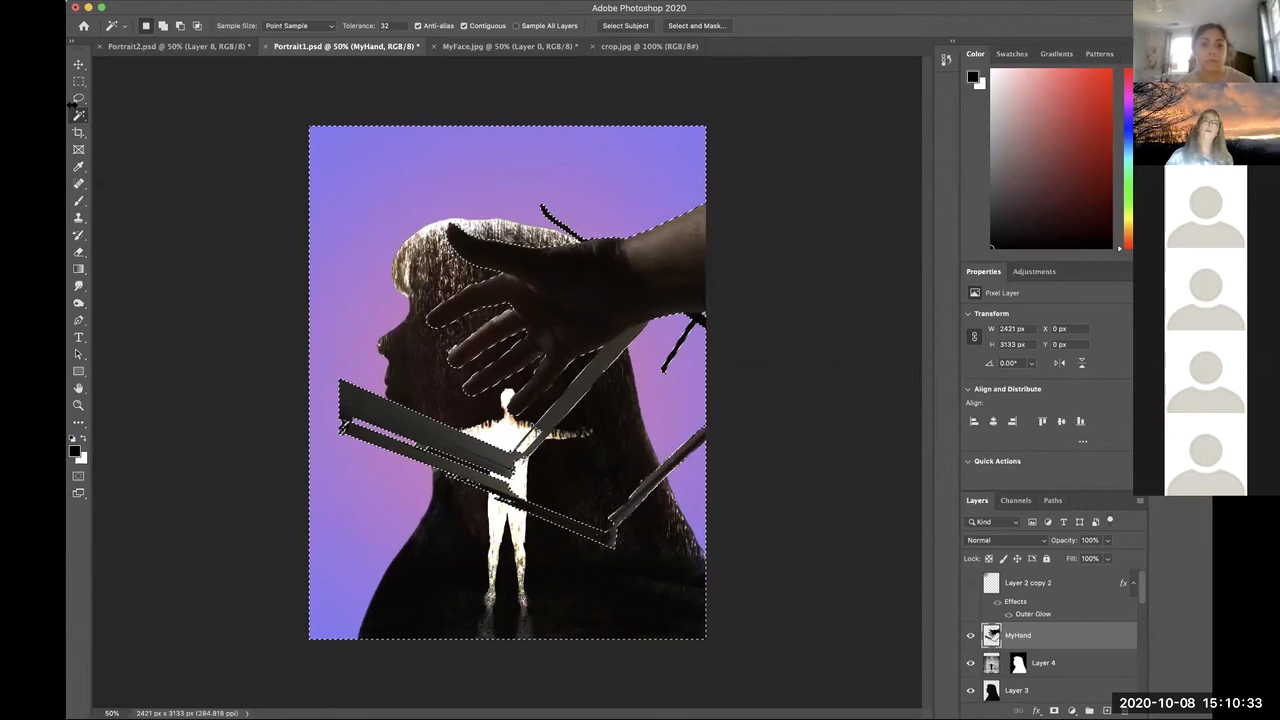 Adobe Photoshop 2020
Sample Size: Point Sample Tolerance: 32 Anti-alias Contiguous Sample All Layers Select Subject Select and Mask...
Portrait2.psd @ 50% (Layer 8, RGB/8) * Portrait1.psd @ 50% (MyHand, RGB/8) * MyFace.jpg @ 50% (Layer 0, RGB/8) * crop.jpg @ 100% (RGB/8#)
Color Swatches Gradients Patterns
Properties Adjustments
Pixel Layer
Transform
W 2421 px X 0 px
H 3133 px Y 0 px
0.00°
Align and Distribute
Align:
Quick Actions
Layers Channels Paths
Kind
Normal Opacity: 100%
Lock: Fill: 100%
Layer 2 copy 2 fx
Effects
Outer Glow
MyHand
Layer 4
Layer 3
fx
2020-10-08 15:10:33
50% 2421 px x 3133 px (284.818 ppi)